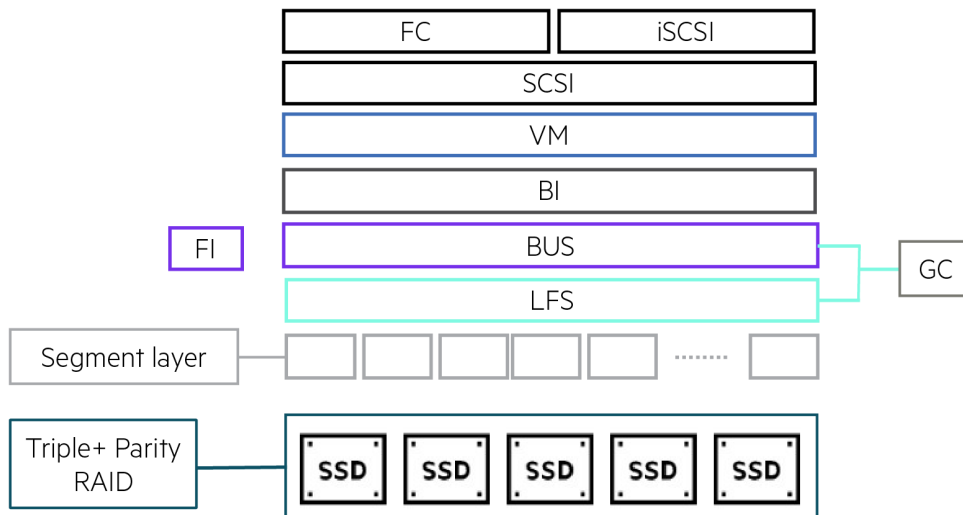 FC
iSCSI
SCSI
VM
BI
FI
BUS
GC
LFS
Segment layer
Triple+ Parity
RAID
SSD
SSD
SSD
SSD
SSD